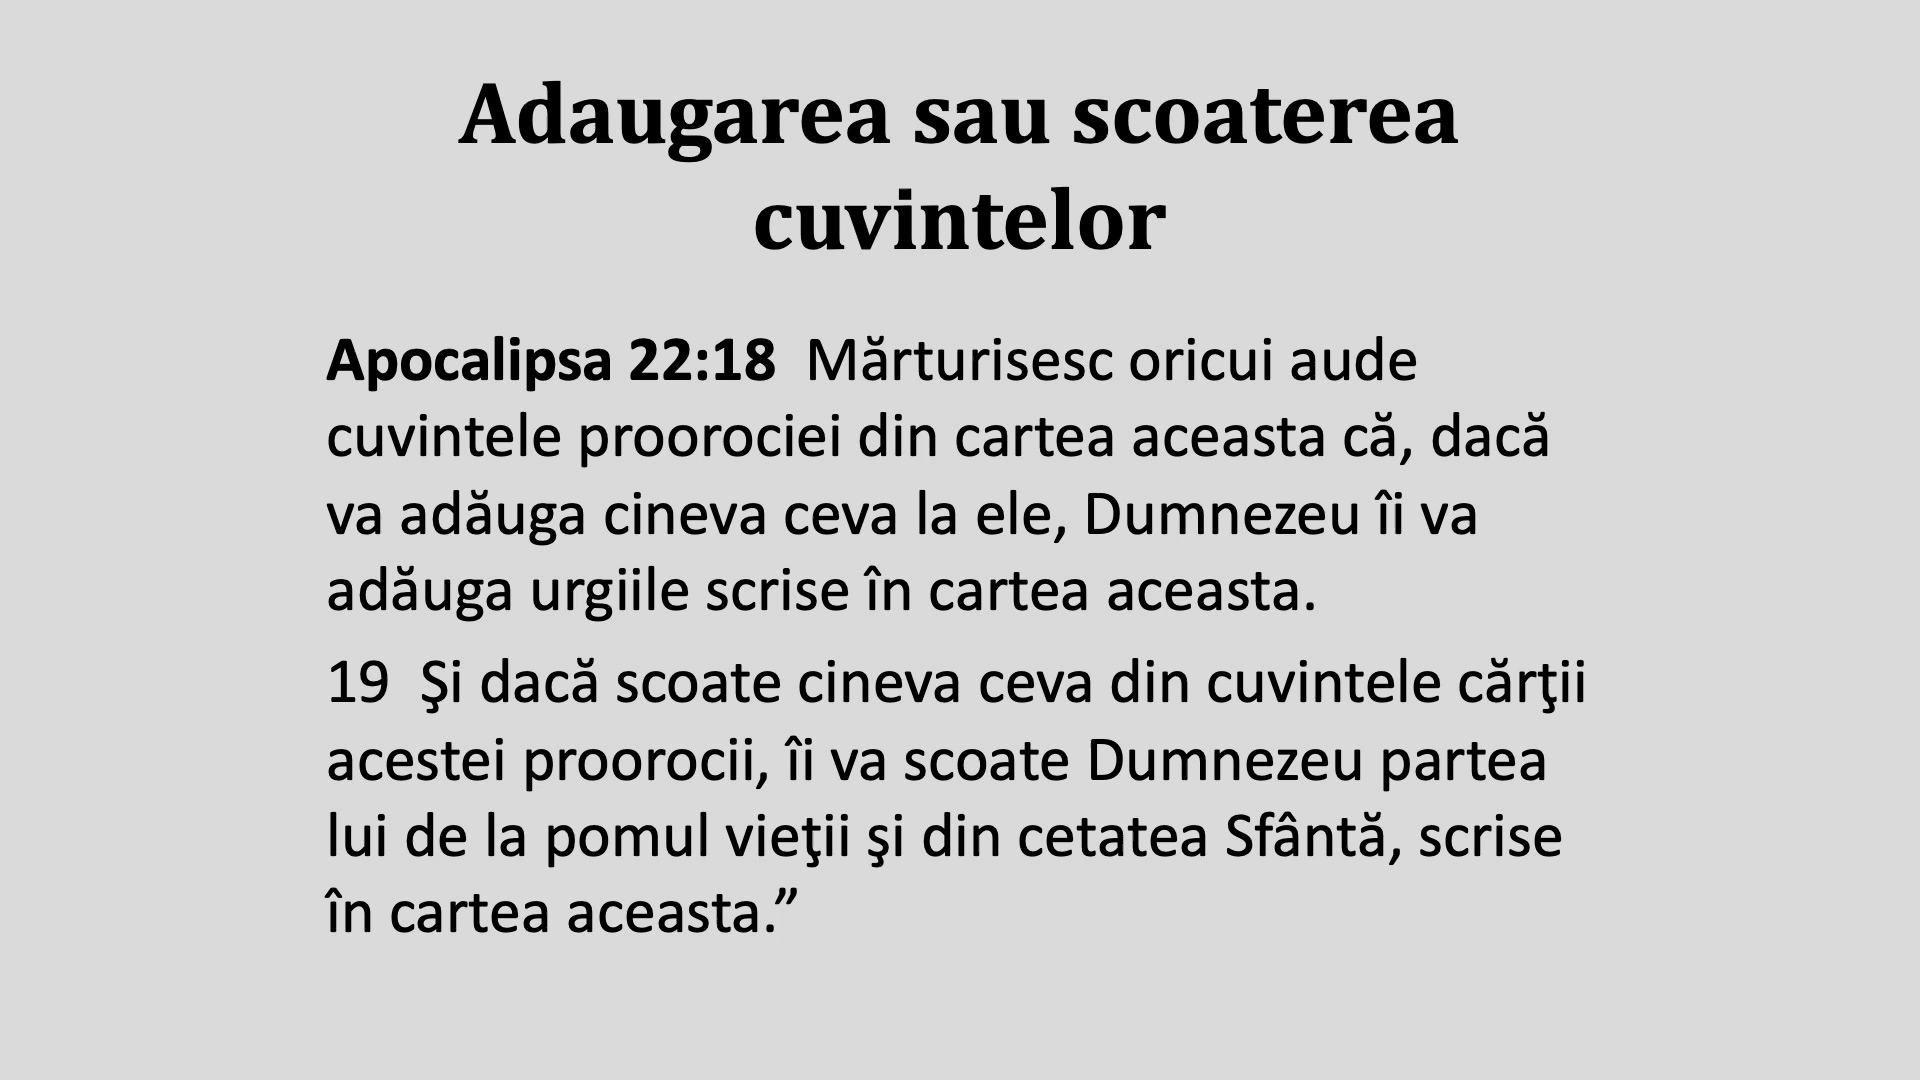 Adaugarea sau scoaterea
cuvintelor
Apocalipsa 22:18  Mărturisesc oricui aude
cuvintele proorociei din cartea aceasta că, dacă
va adăuga cineva ceva la ele, Dumnezeu îi va
adăuga urgiile scrise în cartea aceasta.
19  Şi dacă scoate cineva ceva din cuvintele cărţii
acestei proorocii, îi va scoate Dumnezeu partea
lui de la pomul vieţii şi din cetatea Sfântă, scrise
în cartea aceasta.”